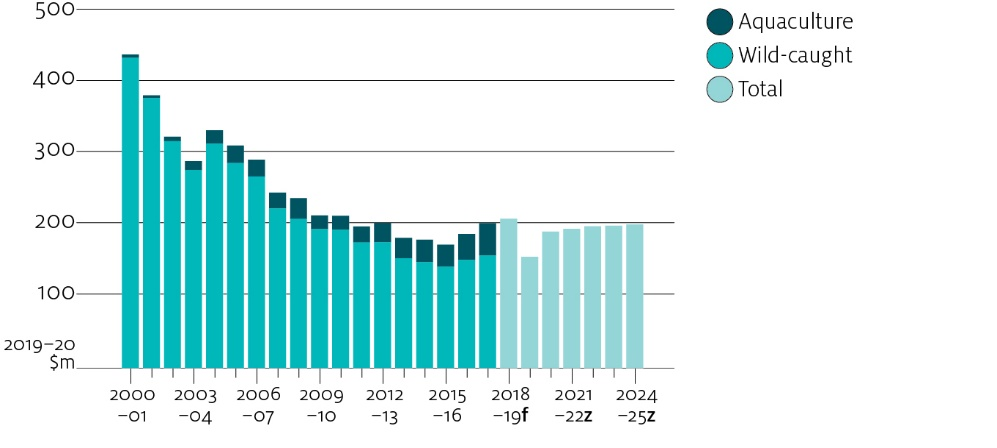 500
400
300
200
100
2019–20
$m
2000 2003 2006 2009 2012 2015 2018 2021 2024
–01 –04 –07 –10 –13 –16 –19f –22z –25z
Aquaculture
Wild-caught
Total